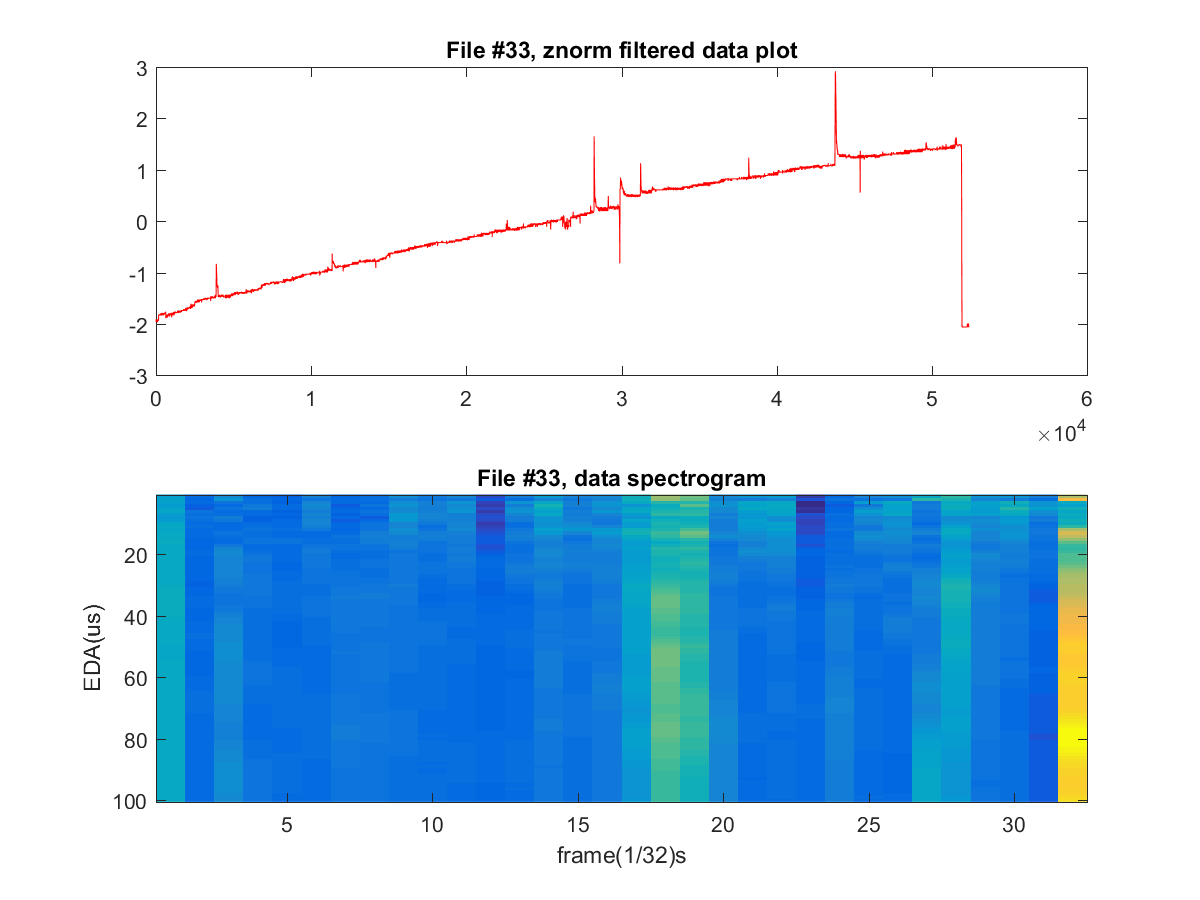 File #33, znorm filtered data plot
3
2
1
0
-1
-2
-3
0 1 2 3 4 5 6
×10^4
File #33, data spectrogram
20
40
60
80
100
EDA(us)
5 10 15 20 25 30
frame(1/32)s